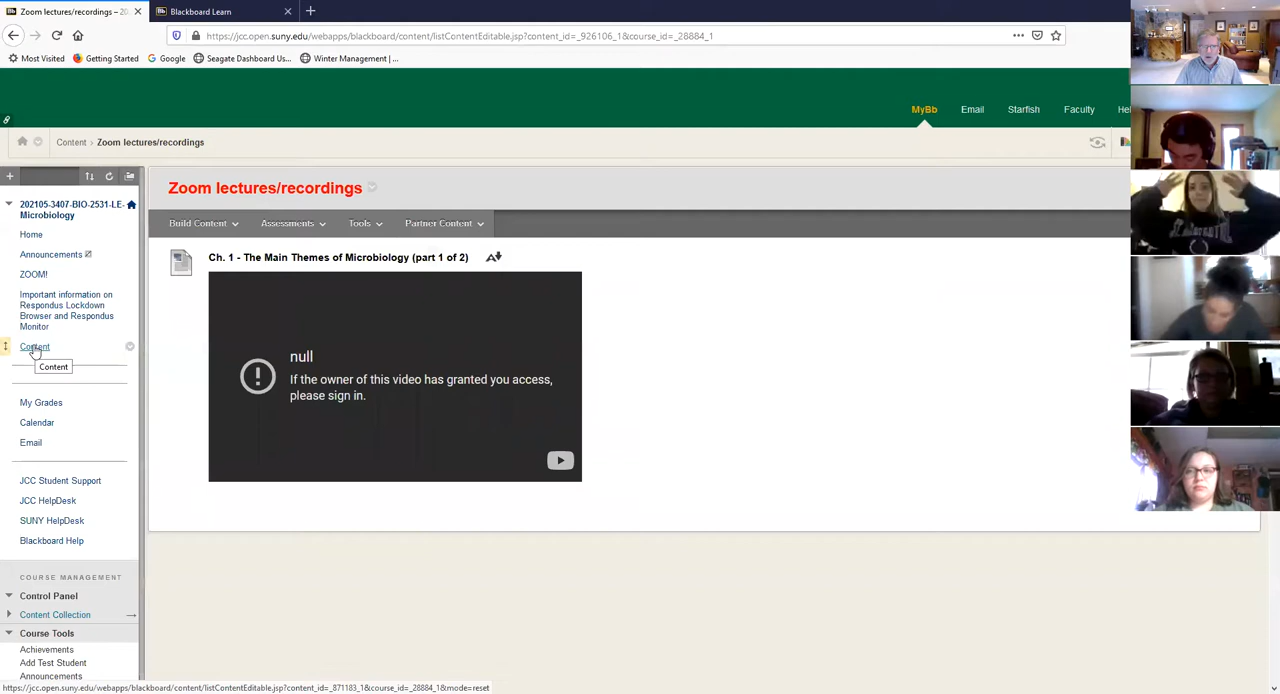 Zoom lectures/recordings – 20
Blackboard Learn
https://jcc.open.suny.edu/webapps/blackboard/content/listContentEditable.jsp?content_id=_926106_1&course_id=_28884_1
Most Visited
Getting Started
Google
Seagate Dashboard Us...
Winter Management | ...
MyBb
Email
Starfish
Faculty
Hel
Content > Zoom lectures/recordings
202105-3407-BIO-2531-LE-
Microbiology
Home
Announcements
ZOOM!
Important information on
Respondus Lockdown
Browser and Respondus
Monitor
Content
Content
My Grades
Calendar
Email
JCC Student Support
JCC HelpDesk
SUNY HelpDesk
Blackboard Help
COURSE MANAGEMENT
Control Panel
Content Collection
Course Tools
Achievements
Add Test Student
Announcements
Zoom lectures/recordings
Build Content
Assessments
Tools
Partner Content
Ch. 1 - The Main Themes of Microbiology (part 1 of 2)
null
If the owner of this video has granted you access,
please sign in.
https://jcc.open.suny.edu/webapps/blackboard/content/listContentEditable.jsp?content_id=_871183_1&course_id=_28884_1&mode=reset